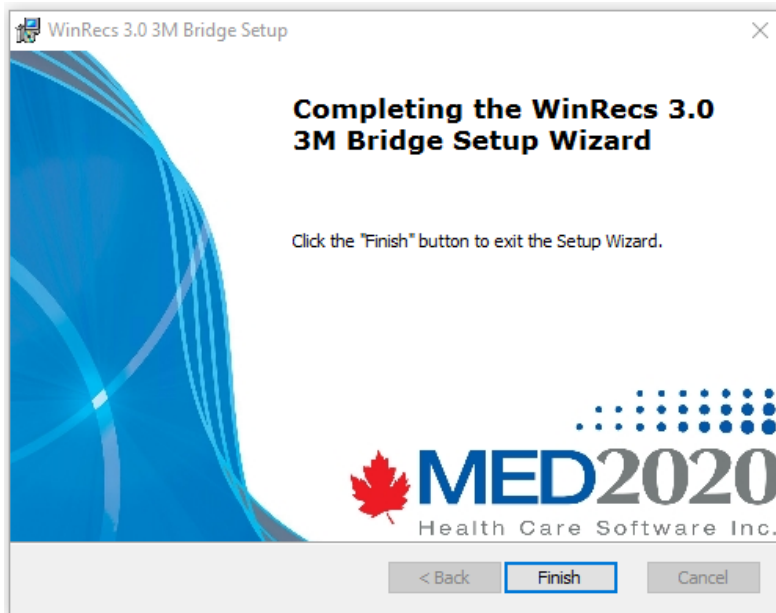 WinRecs 3.0 3M Bridge Setup
Completing the WinRecs 3.0
3M Bridge Setup Wizard
Click the "Finish" button to exit the Setup Wizard.
MED2020
Health Care Software Inc.
< Back Finish Cancel